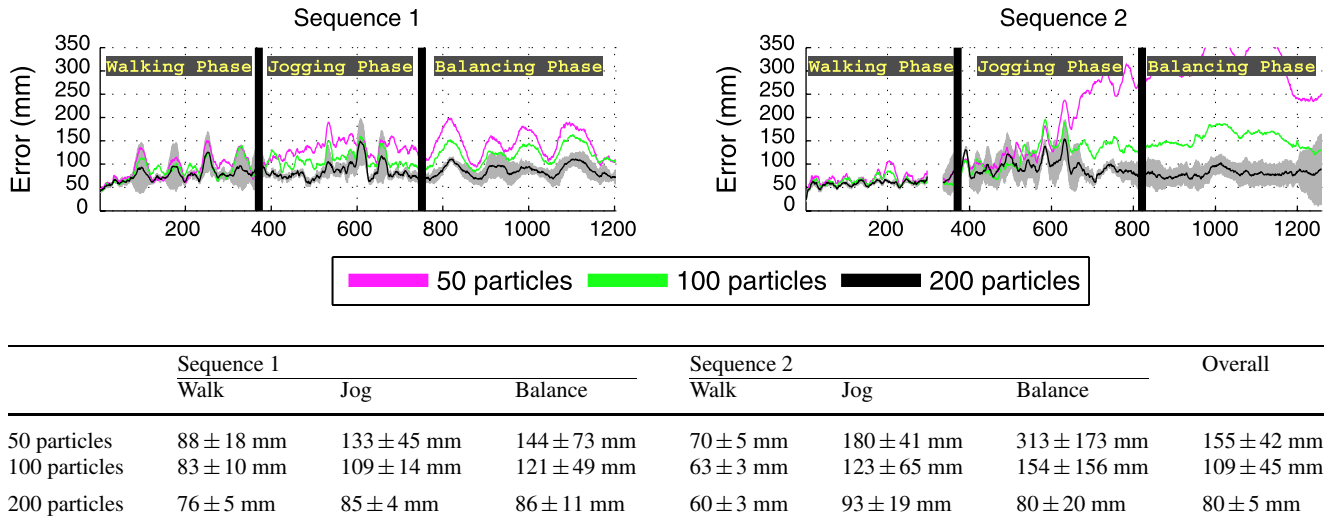 Sequence 1
Sequence 2
Error (mm)
350
300
250
200
150
100
50
0
Walking Phase
Jogging Phase
Balancing Phase
200
400
600
800
1000
1200
Error (mm)
350
300
250
200
150
100
50
0
Walking Phase
Jogging Phase
Balancing Phase
200
400
600
800
1000
1200
50 particles 100 particles 200 particles
Sequence 1 Sequence 2 Overall
Walk Jog Balance Walk Jog Balance
50 particles 88 ± 18 mm 133 ± 45 mm 144 ± 73 mm 70 ± 5 mm 180 ± 41 mm 313 ± 173 mm 155 ± 42 mm
100 particles 83 ± 10 mm 109 ± 14 mm 121 ± 49 mm 63 ± 3 mm 123 ± 65 mm 154 ± 156 mm 109 ± 45 mm
200 particles 76 ± 5 mm 85 ± 4 mm 86 ± 11 mm 60 ± 3 mm 93 ± 19 mm 80 ± 20 mm 80 ± 5 mm